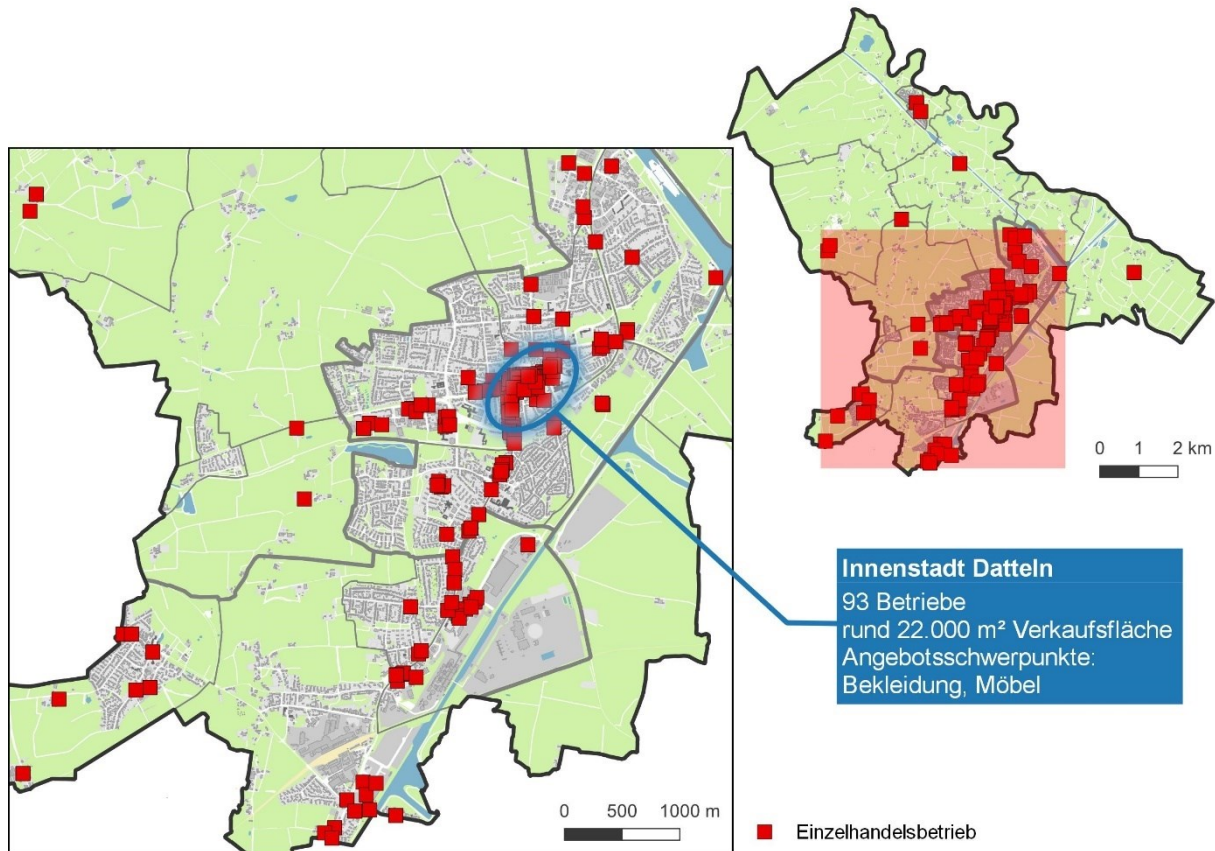 0 1 2 km
Innenstadt Datteln
93 Betriebe
rund 22.000 m² Verkaufsfläche
Angebotsschwerpunkte:
Bekleidung, Möbel
0 500 1000 m
Einzelhandelsbetrieb